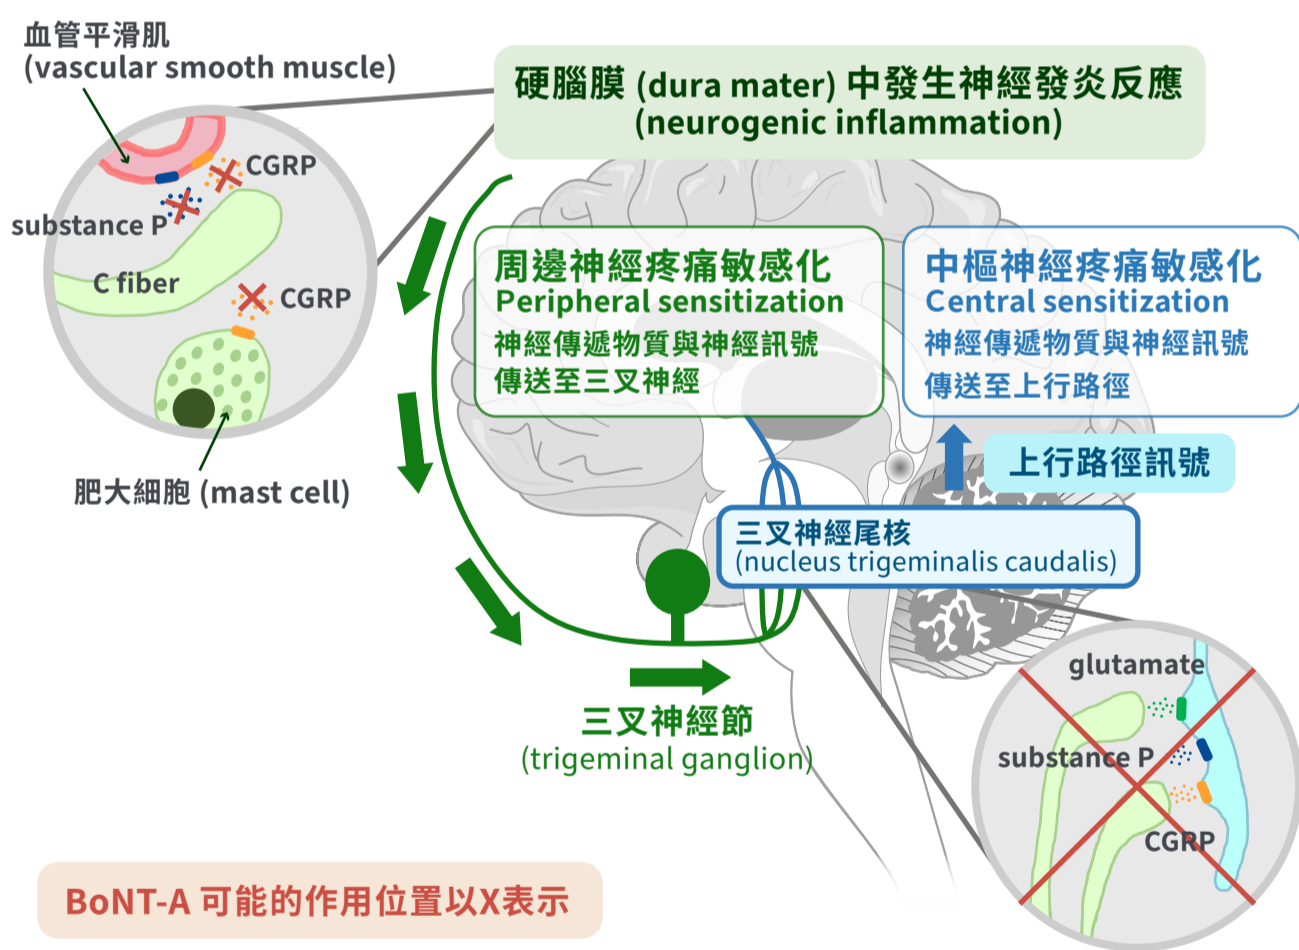 血管平滑肌
(vascular smooth muscle)
硬腦膜 (dura mater) 中發生神經發炎反應
(neurogenic inflammation)
CGRP
substance P
C fiber
CGRP
肥大細胞 (mast cell)
周邊神經疼痛敏感化
Peripheral sensitization
神經傳遞物質與神經訊號
傳送至三叉神經
中樞神經疼痛敏感化
Central sensitization
神經傳遞物質與神經訊號
傳送至上行路徑
上行路徑訊號
三叉神經尾核
(nucleus trigeminalis caudalis)
三叉神經節
(trigeminal ganglion)
glutamate
substance P
CGRP
BoNT-A 可能的作用位置以X表示